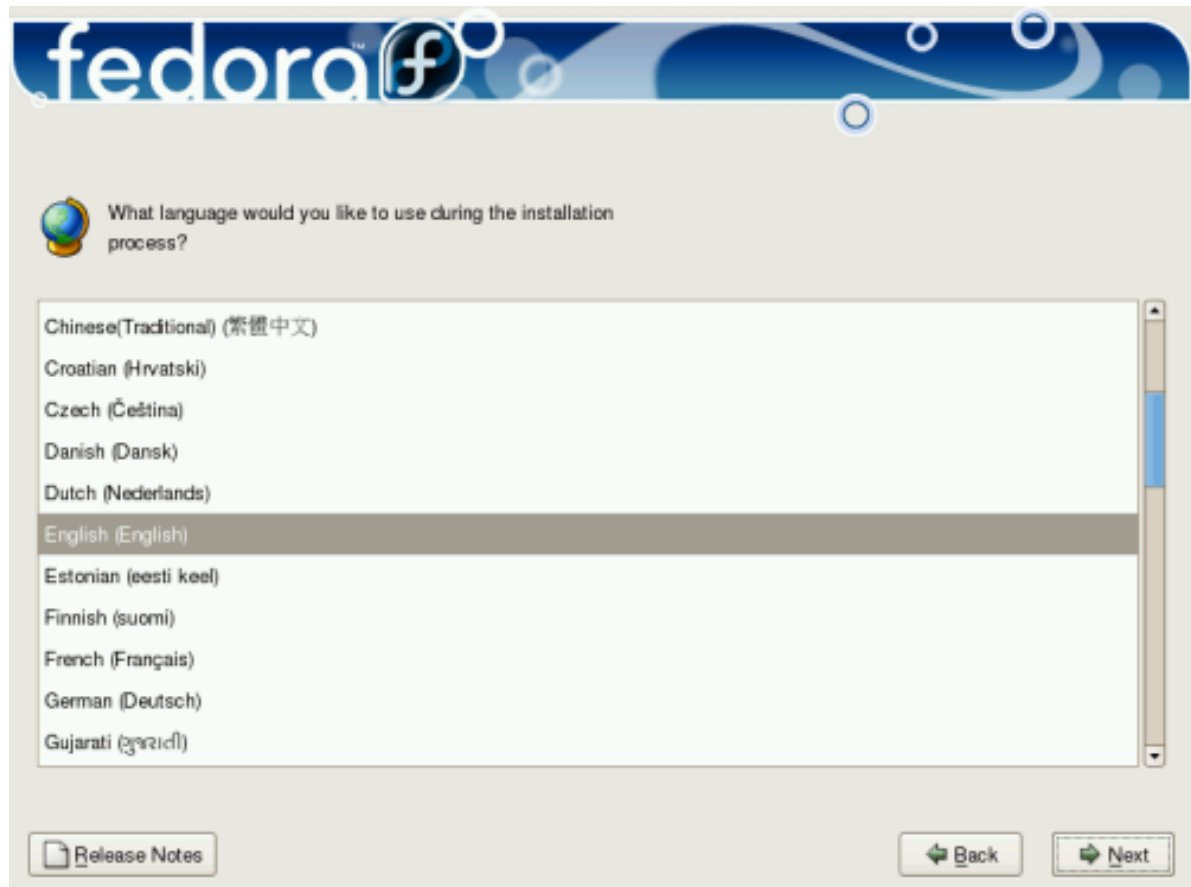 fedora™
What language would you like to use during the installation
process?
Chinese(Traditional) (繁體中文)
Croatian (Hrvatski)
Czech (Čeština)
Danish (Dansk)
Dutch (Nederlands)
English (English)
Estonian (eesti keel)
Finnish (suomi)
French (Français)
German (Deutsch)
Gujarati (ગુજરાતી)
Release Notes
Back
Next